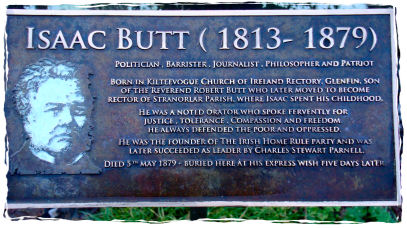 ISAAC BUTT ( 1813- 1879)
POLITICIAN , BARRISTER , JOURNALIST , PHILOSOPHER AND PATRIOT
BORN IN KILTEEVOGUE CHURCH OF IRELAND RECTORY, GLENFIN, SON
OF THE REVEREND ROBERT BUTT WHO LATER MOVED TO BECOME
RECTOR OF STRANORLAR PARISH, WHERE ISAAC SPENT HIS CHILDHOOD.
HE WAS A NOTED ORATOR WHO SPOKE FERVENTLY FOR
JUSTICE , TOLERANCE , COMPASSION AND FREEDOM.
HE ALWAYS DEFENDED THE POOR AND OPPRESSED.
HE WAS THE FOUNDER OF THE IRISH HOME RULE PARTY AND WAS
LATER SUCCEEDED AS LEADER BY CHARLES STEWART PARNELL.
DIED 5TH MAY 1879 - BURIED HERE AT HIS EXPRESS WISH FIVE DAYS LATER